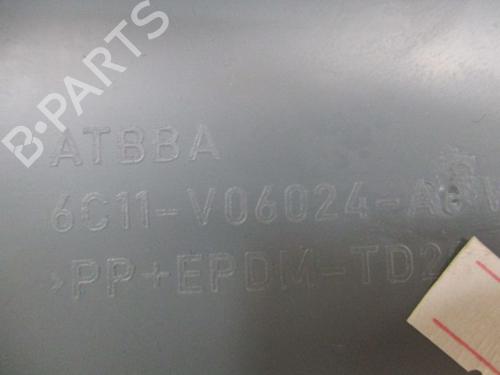 B-PARTS
ATBBA
6C11-V06024-A
>PP+EPDM-TD2